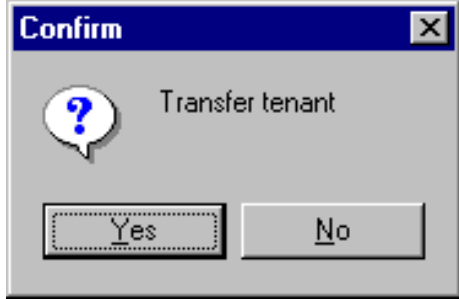 Confirm
Transfer tenant
Yes
No